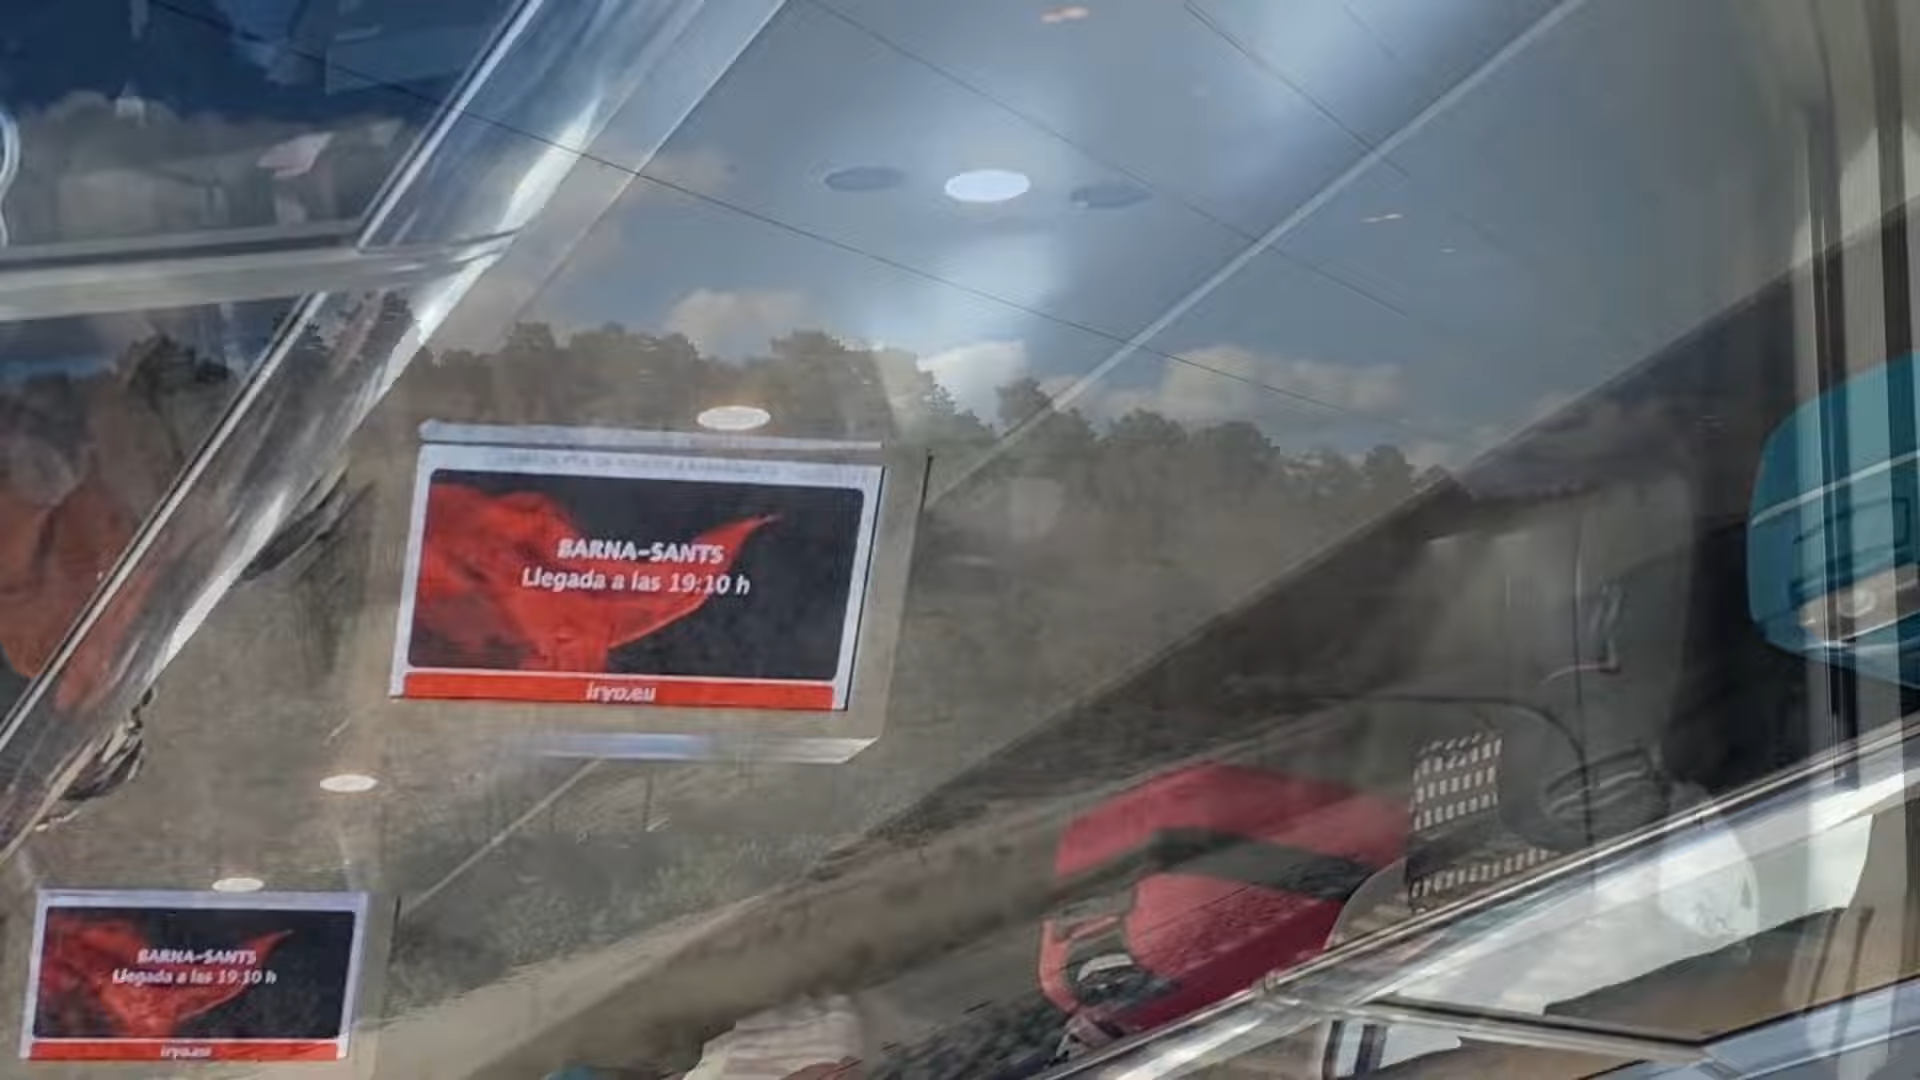 BARNA-SANTS
Llegada a las 19:10 h
iryo.eu
BARNA-SANTS
Llegada a las 19:10 h
iryo.eu